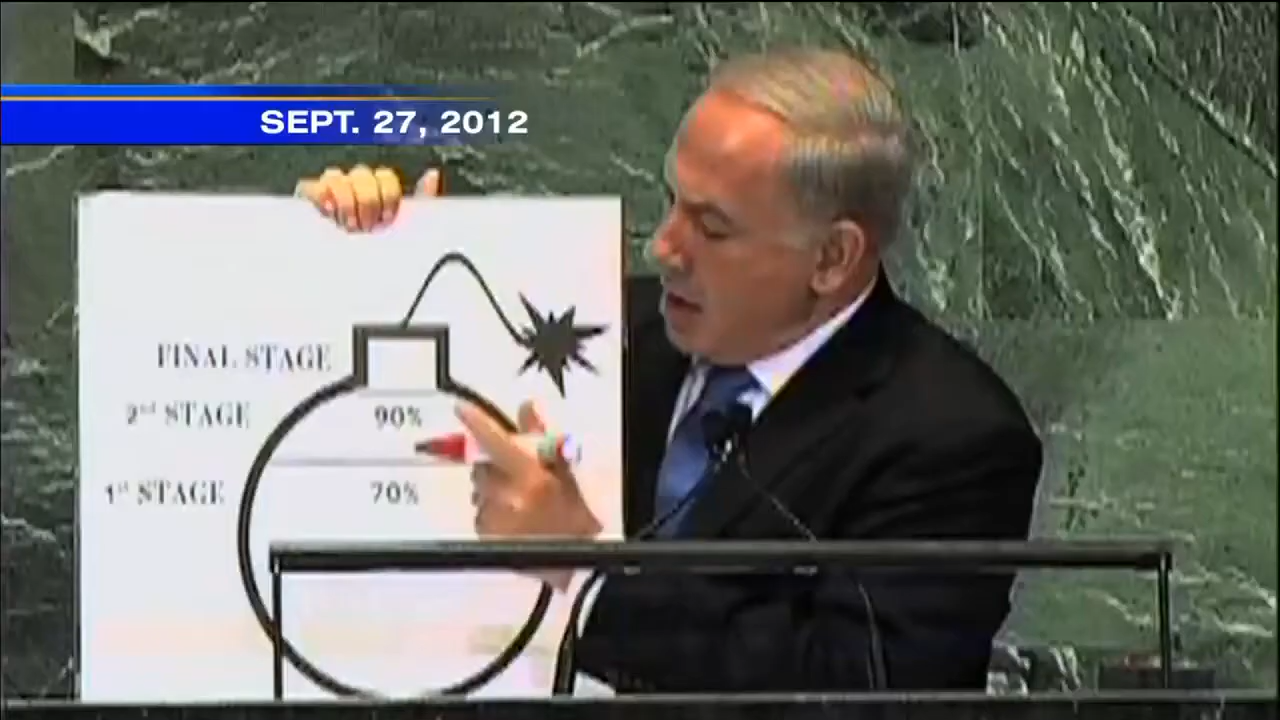 SEPT. 27, 2012
FINAL STAGE
2nd STAGE 90%
1st STAGE 70%